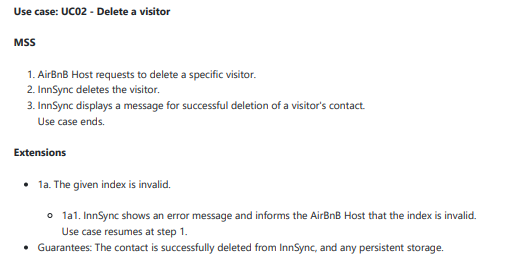 Use case: UC02 - Delete a visitor
MSS
1. AirBnB Host requests to delete a specific visitor.
2. InnSync deletes the visitor.
3. InnSync displays a message for successful deletion of a visitor's contact.
Use case ends.
Extensions
• 1a. The given index is invalid.
o 1a1. InnSync shows an error message and informs the AirBnB Host that the index is invalid.
Use case resumes at step 1.
• Guarantees: The contact is successfully deleted from InnSync, and any persistent storage.